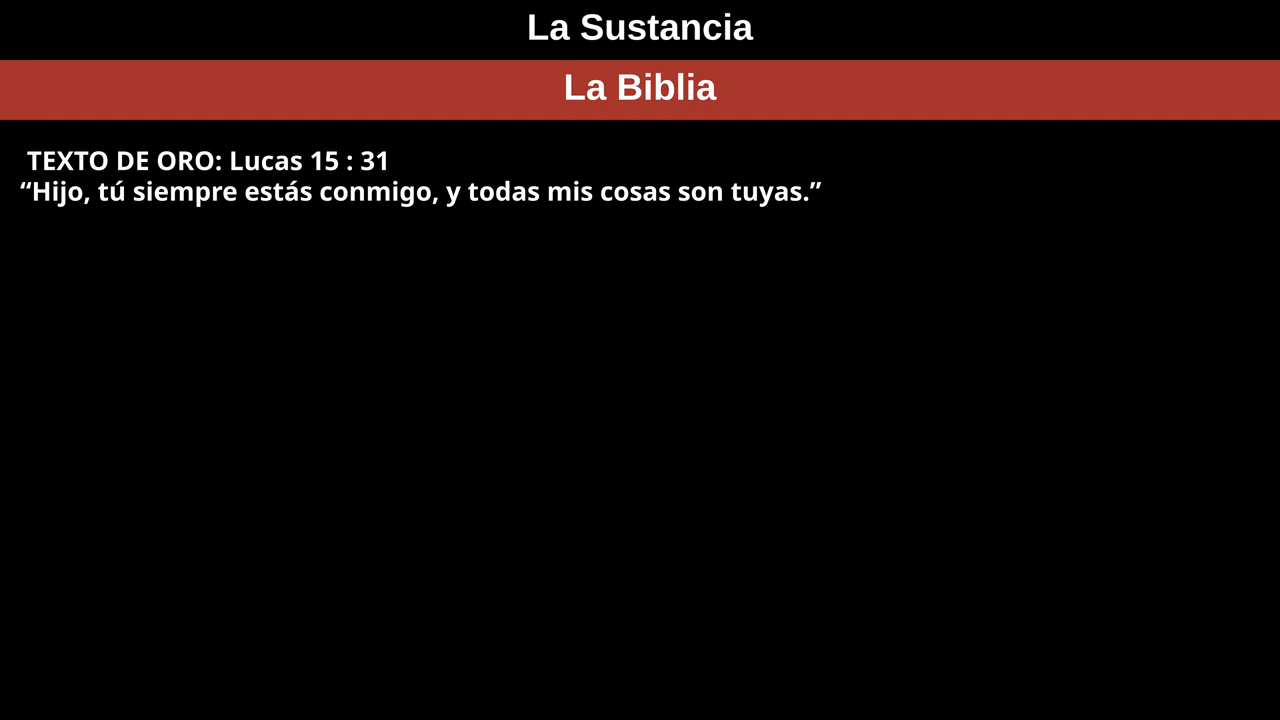 La Sustancia
La Biblia
TEXTO DE ORO: Lucas 15 : 31
“Hijo, tú siempre estás conmigo, y todas mis cosas son tuyas.”